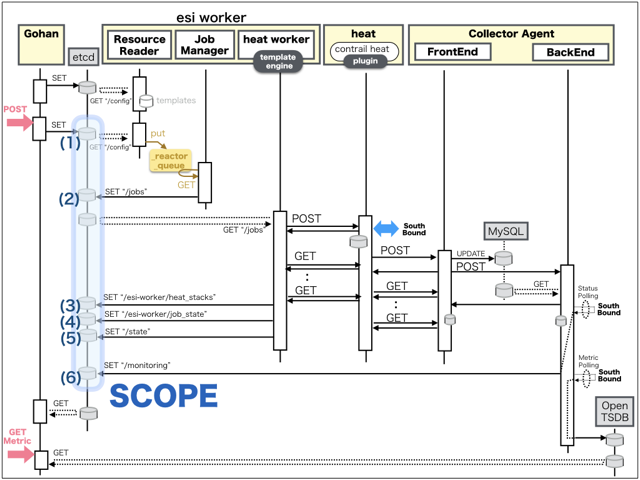 esi worker
Gohan
etcd
Resource
Reader
Job
Manager
heat worker
template
engine
heat
contrail heat
plugin
Collector Agent
FrontEnd
BackEnd
SET
GET "/config"
templates
POST
SET
(1)
GET "/config"
put
_reactor
_queue
GET
(2)
SET "/jobs"
GET "/jobs
POST
South
Bound
MySQL
POST
UPDATE
GET
POST
:
GET
GET
Status
Polling
GET
:
South
Bound
(3)
SET "/esi-worker/heat_stacks"
(4)
SET "/esi-worker/job_state"
GET
(5)
SET "/state"
Metric
Polling
(6)
SET "/monitoring"
South
Bound
SCOPE
GET
Open
TSDB
GET
Metric
GET